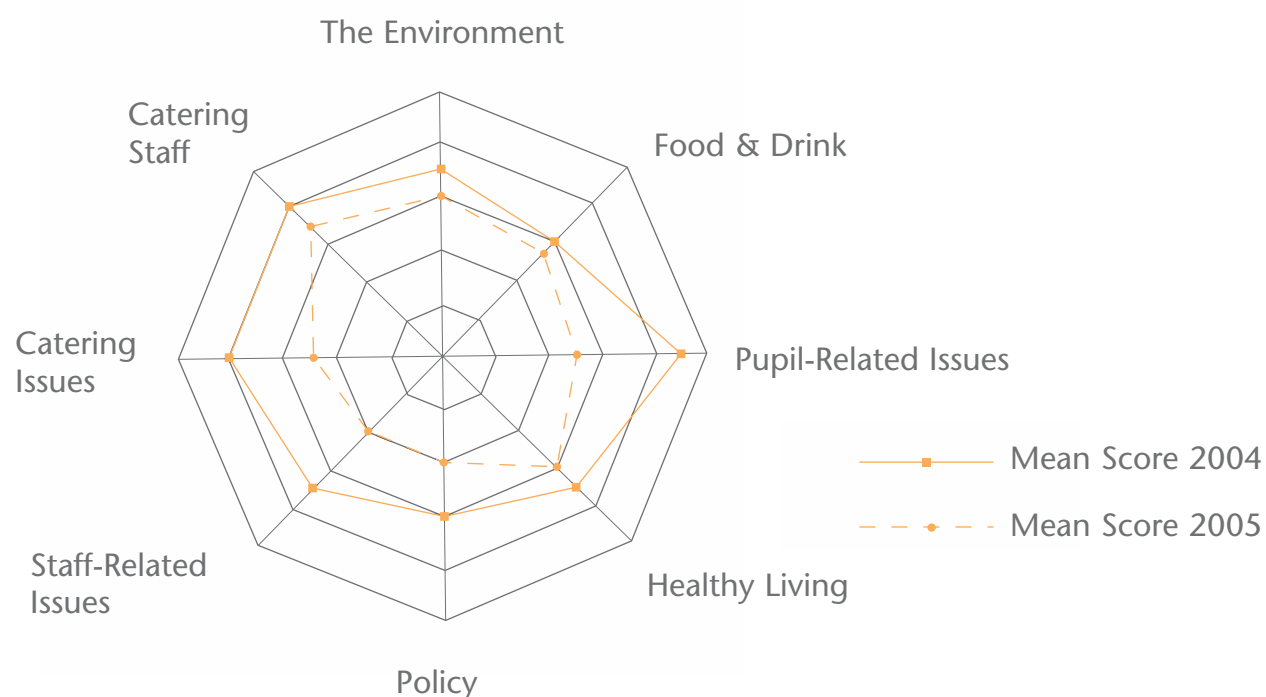 The Environment
Catering
Staff
Food & Drink
Catering
Issues
Pupil-Related Issues
Mean Score 2004
Mean Score 2005
Staff-Related
Issues
Healthy Living
Policy